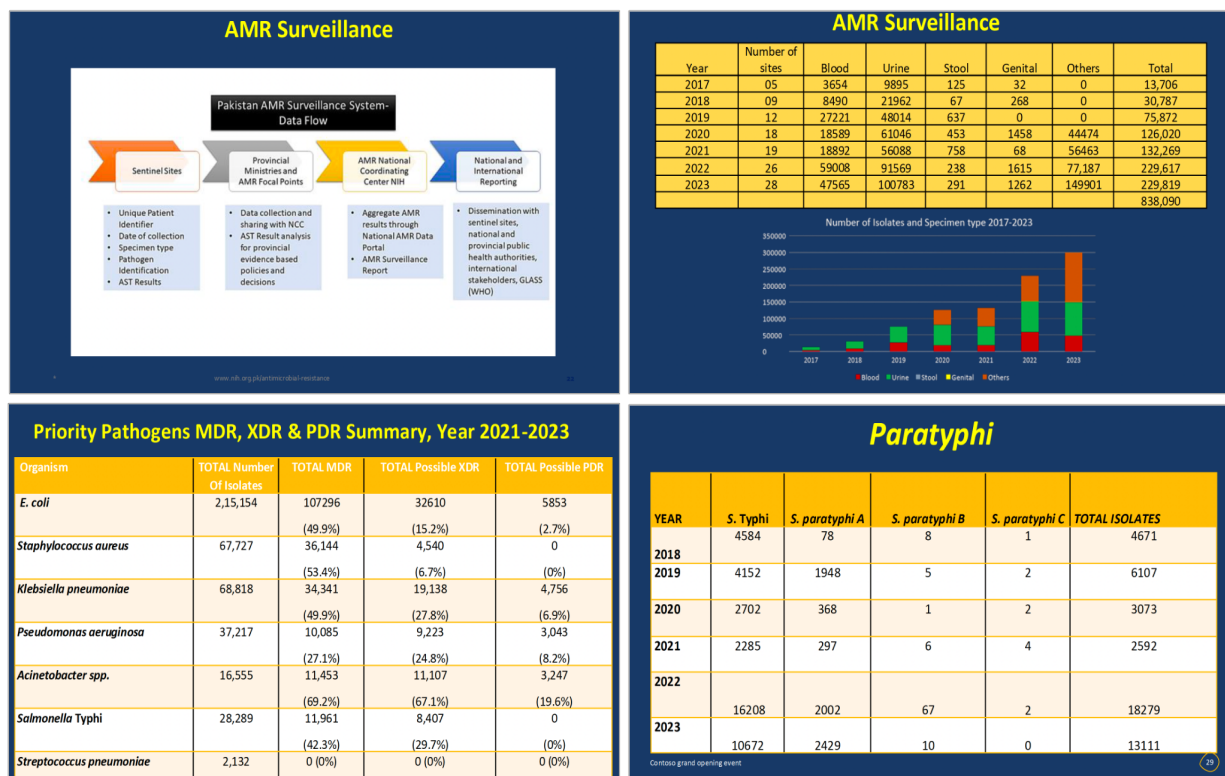 AMR Surveillance
Pakistan AMR Surveillance System-
Data Flow
Sentinel Sites
Provincial
Ministries and
AMR Focal Points
AMR National
Coordinating
Center NIH
National and
International
Reporting
• Unique Patient
Identifier
• Date of collection
• Specimen type
• Pathogen
Identification
• AST Results
• Data collection and
sharing with NCC
• AST Result analysis
for provincial
evidence based
policies and
decisions
• Aggregate AMR
results through
National AMR Data
Portal
• AMR Surveillance
Report
• Dissemination with
sentinel sites,
national and
provincial public
health authorities,
international
stakeholders, GLASS
(WHO)
www.nih.org.pk/antimicrobial-resistance
AMR Surveillance
Year Number of sites Blood Urine Stool Genital Others Total
2017 05 3654 9895 125 32 0 13,706
2018 09 8490 21962 67 268 0 30,787
2019 12 27221 48014 637 0 0 75,872
2020 18 18589 61046 453 1458 44474 126,020
2021 19 18892 56088 758 68 56463 132,269
2022 26 59008 91569 238 1615 77,187 229,617
2023 28 47565 100783 291 1262 149901 229,819
838,090
Number of Isolates and Specimen type 2017-2023
350000
300000
250000
200000
150000
100000
50000
0
2017 2018 2019 2020 2021 2022 2023
Blood Urine Stool Genital Others
Priority Pathogens MDR, XDR & PDR Summary, Year 2021-2023
Organism TOTAL Number Of Isolates TOTAL MDR TOTAL Possible XDR TOTAL Possible PDR
E. coli 2,15,154 107296 32610 5853
(49.9%) (15.2%) (2.7%)
Staphylococcus aureus 67,727 36,144 4,540 0
(53.4%) (6.7%) (0%)
Klebsiella pneumoniae 68,818 34,341 19,138 4,756
(49.9%) (27.8%) (6.9%)
Pseudomonas aeruginosa 37,217 10,085 9,223 3,043
(27.1%) (24.8%) (8.2%)
Acinetobacter spp. 16,555 11,453 11,107 3,247
(69.2%) (67.1%) (19.6%)
Salmonella Typhi 28,289 11,961 8,407 0
(42.3%) (29.7%) (0%)
Streptococcus pneumoniae 2,132 0 (0%) 0 (0%) 0 (0%)
Paratyphi
YEAR S. Typhi S. paratyphi A S. paratyphi B S. paratyphi C TOTAL ISOLATES
2018 4584 78 8 1 4671
2019 4152 1948 5 2 6107
2020 2702 368 1 2 3073
2021 2285 297 6 4 2592
2022 16208 2002 67 2 18279
2023 10672 2429 10 0 13111
Contoso grand opening event
29